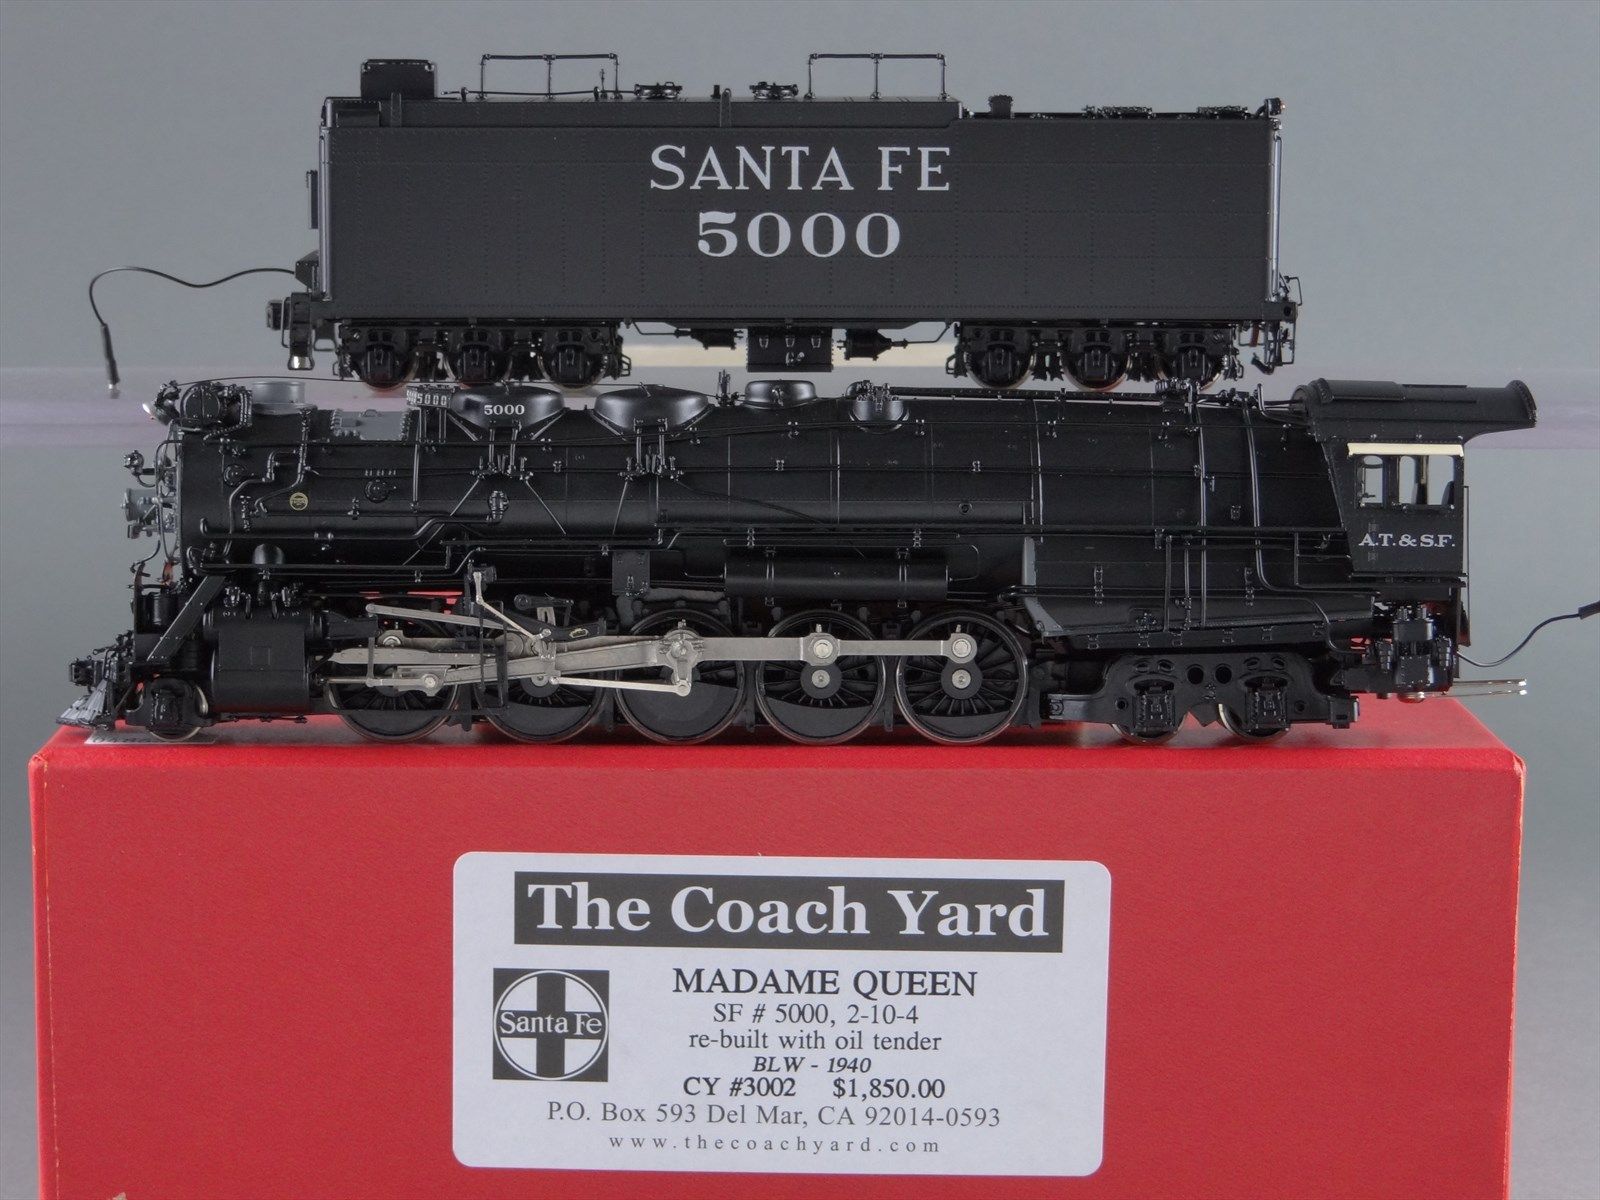 SANTA FE
5000
5000
5000
A.T.&S.F.
The Coach Yard
Santa Fe
MADAME QUEEN
SF # 5000, 2-10-4
re-built with oil tender
BLW - 1940
CY #3002 $1,850.00
P.O. Box 593 Del Mar, CA 92014-0593
www.thecoachyard.com